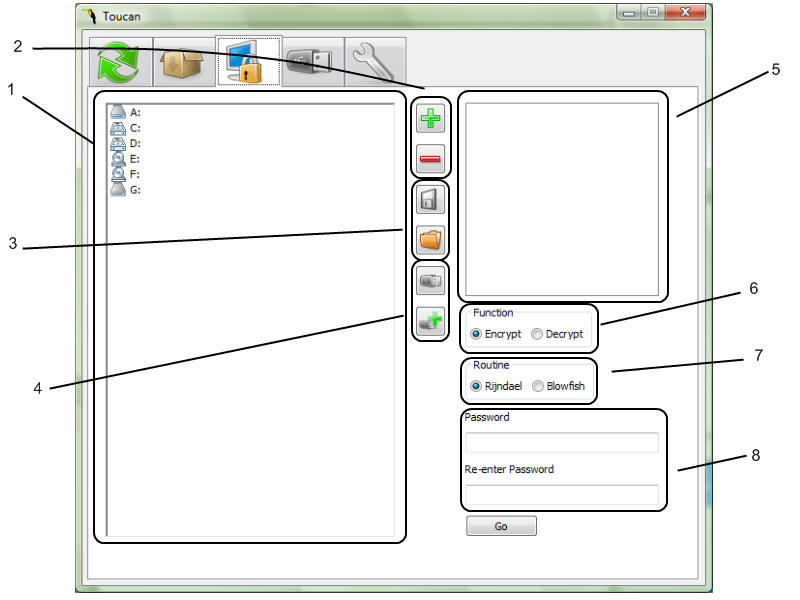 Toucan
2
1
5
A:
C:
D:
E:
F:
G:
3
6
Function
Encrypt Decrypt
7
Routine
Rijndael Blowfish
4
Password
8
Re-enter Password
Go